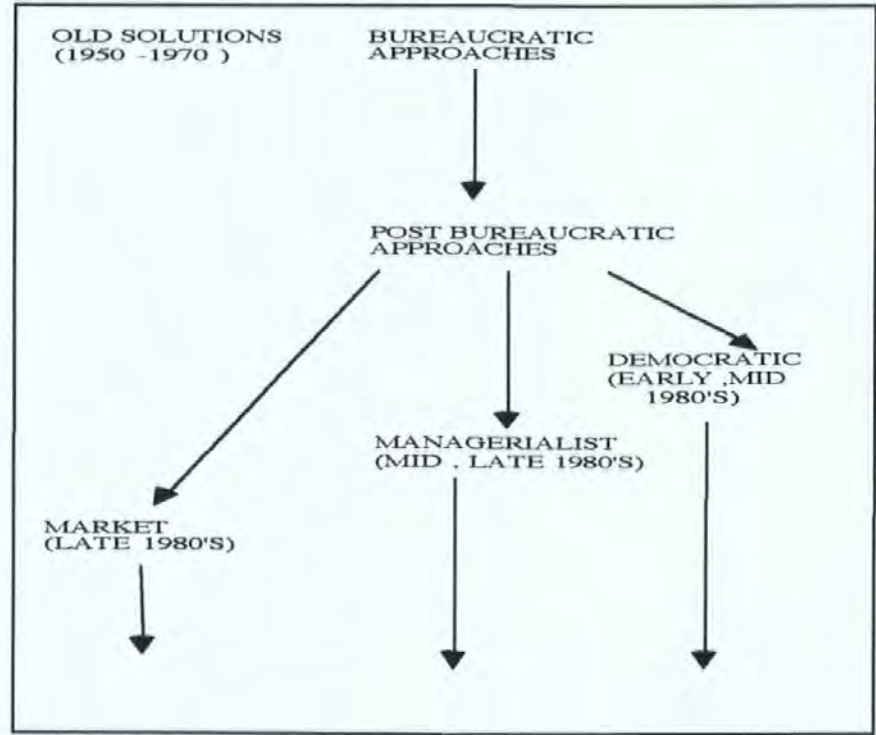 OLD SOLUTIONS
(1950 -1970 )
BUREAUCRATIC
APPROACHES
POST BUREAUCRATIC
APPROACHES
DEMOCRATIC
(EARLY ,MID
1980'S)
MANAGERIALIST
(MID , LATE 1980'S)
MARKET
(LATE 1980'S)